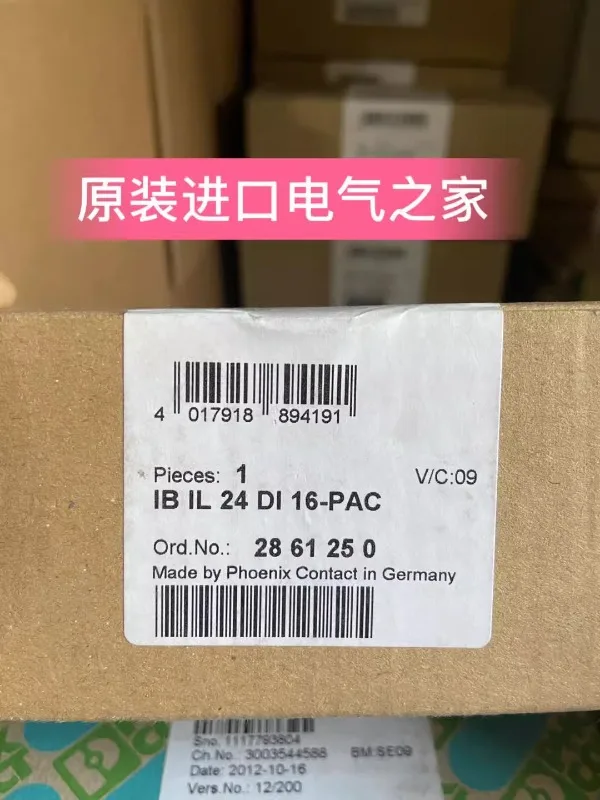 原装进口电气之家
4 017918 894191
Pieces: 1 V/C:09
IB IL 24 DI 16-PAC
Ord.No.: 28 61 25 0
Made by Phoenix Contact in Germany
Sno. 1117793804
Ch.No.: 3003544588 BM:SE09
Date: 2012-10-16
Vers.No.: 12/200